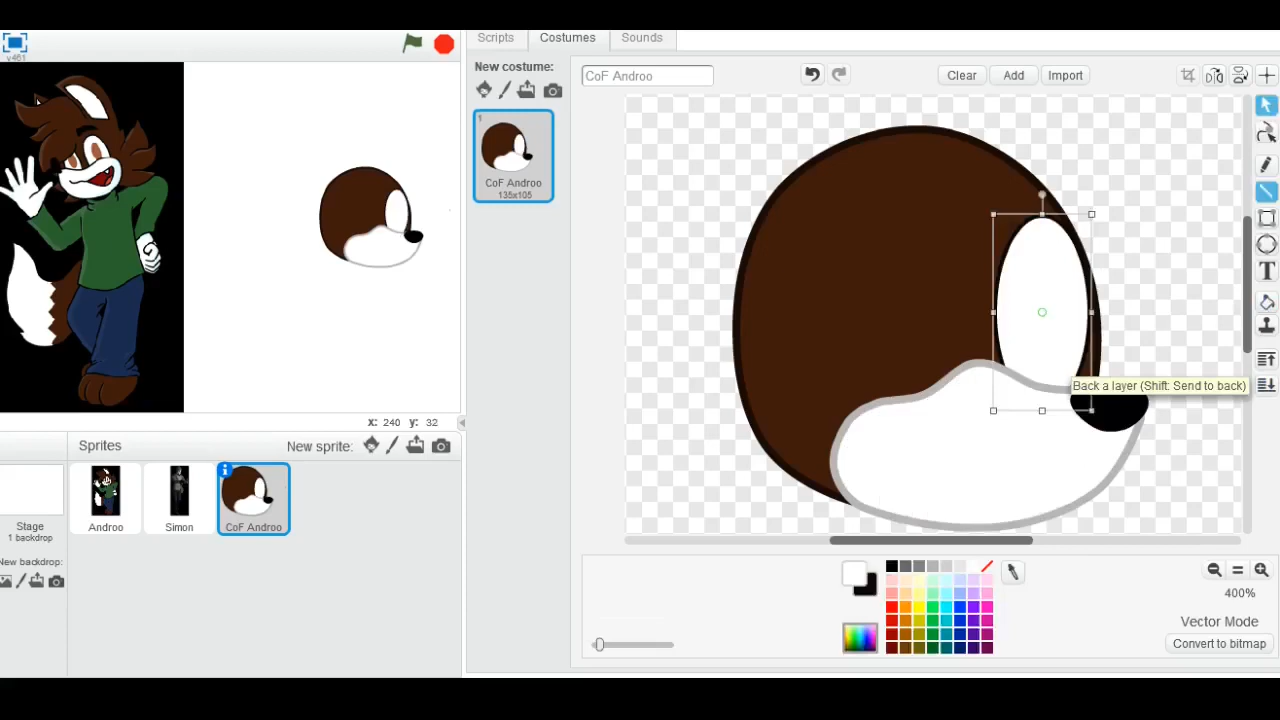 v461
Scripts Costumes Sounds
New costume:
CoF Androo
Clear Add Import
1
CoF Androo
135x105
Back a layer (Shift: Send to back)
x: 240 y: 32
Sprites New sprite:
Androo Simon CoF Androo
Stage
1 backdrop
New backdrop:
T
400%
Vector Mode
Convert to bitmap